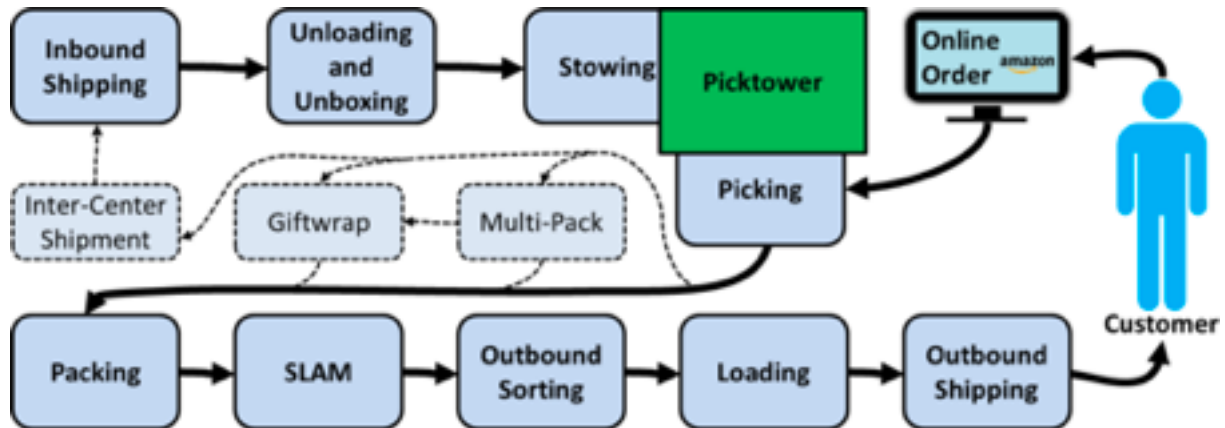 Inbound
Shipping
Unloading
and
Unboxing
Stowing
Picktower
Online
Order
amazon
Inter-Center
Shipment
Giftwrap
Multi-Pack
Picking
Packing
SLAM
Outbound
Sorting
Loading
Outbound
Shipping
Customer